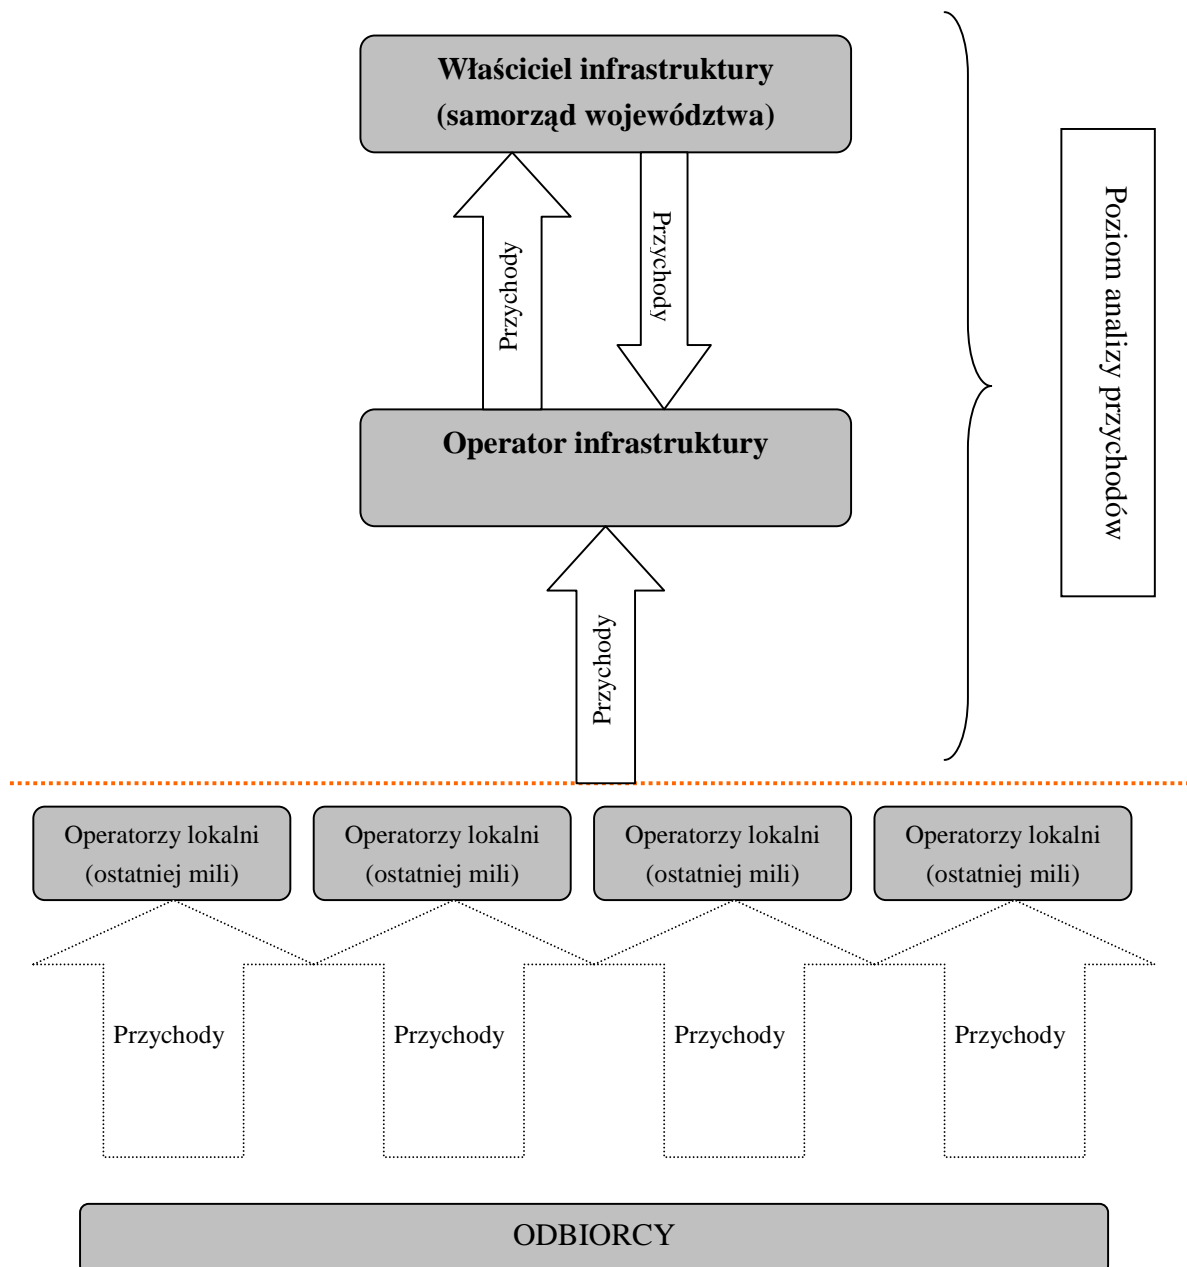 Właściciel infrastruktury
(samorząd województwa)
Przychody
Przychody
Poziom analizy przychodów
Operator infrastruktury
Przychody
Operatorzy lokalni
(ostatniej mili)
Operatorzy lokalni
(ostatniej mili)
Operatorzy lokalni
(ostatniej mili)
Operatorzy lokalni
(ostatniej mili)
Przychody
Przychody
Przychody
Przychody
ODBIORCY